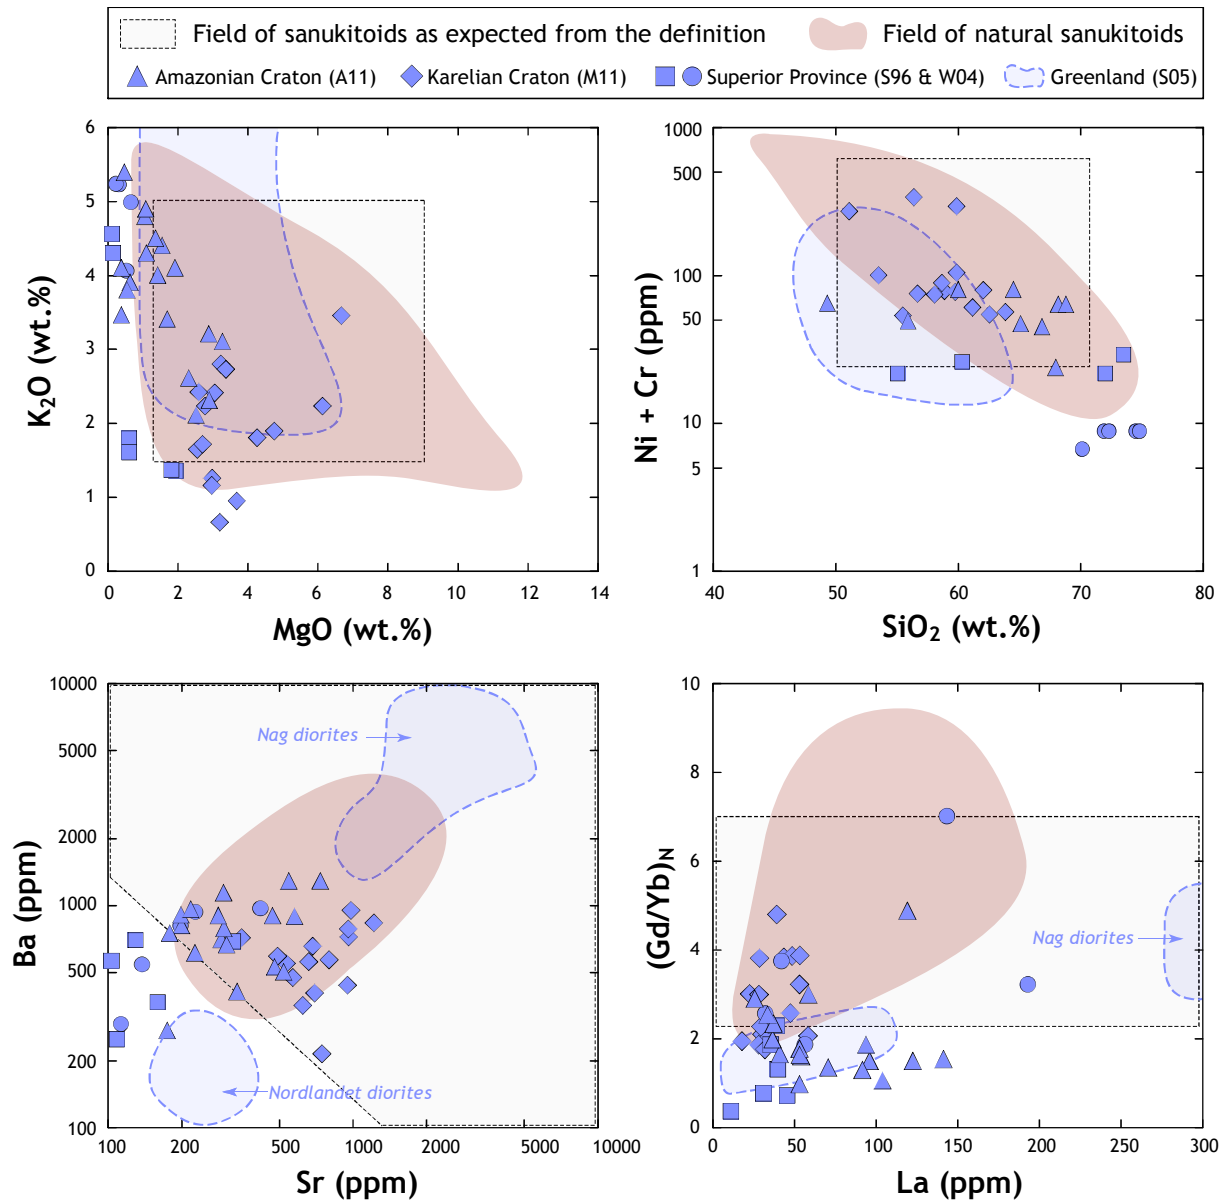 Field of sanukitoids as expected from the definition Field of natural sanukitoids
Amazonian Craton (A11) Karelian Craton (M11) Superior Province (S96 & W04) Greenland (S05)
6
5
4
3
2
1
0
K2O (wt.%)
0 2 4 6 8 10 12 14
MgO (wt.%)
1000
500
100
50
10
5
1
Ni + Cr (ppm)
40 50 60 70 80
SiO2 (wt.%)
10000
5000
2000
1000
500
200
100
Ba (ppm)
Nag diorites
Nordlandet diorites
100 200 500 1000 2000 5000 10000
Sr (ppm)
10
8
6
4
2
0
(Gd/Yb)N
Nag diorites
0 50 100 150 200 250 300
La (ppm)